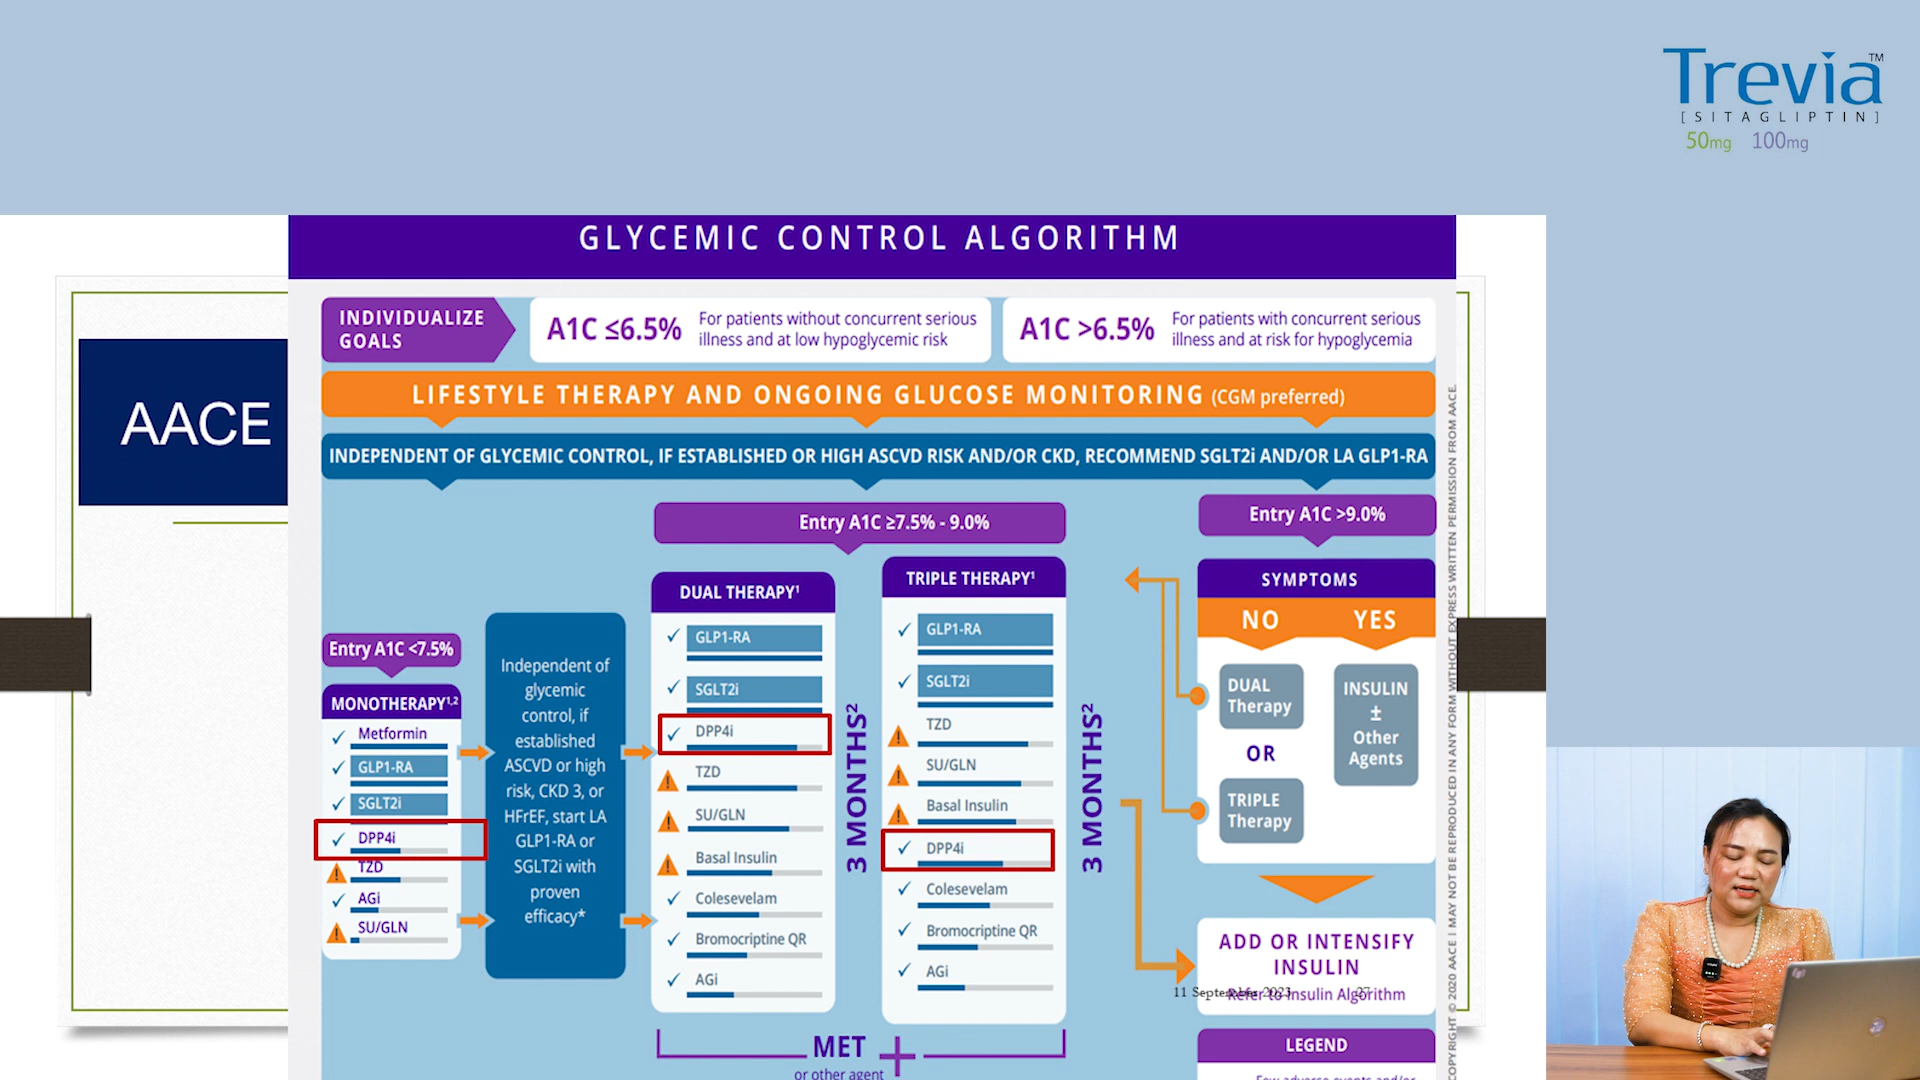 Trevia™
[SITAGLIPTIN]
50mg 100mg
GLYCEMIC CONTROL ALGORITHM
AACE
INDIVIDUALIZE
GOALS
A1C ≤6.5%
For patients without concurrent serious
illness and at low hypoglycemic risk
A1C >6.5%
For patients with concurrent serious
illness and at risk for hypoglycemia
LIFESTYLE THERAPY AND ONGOING GLUCOSE MONITORING (CGM preferred)
INDEPENDENT OF GLYCEMIC CONTROL, IF ESTABLISHED OR HIGH ASCVD RISK AND/OR CKD, RECOMMEND SGLT2i AND/OR LA GLP1-RA
Entry A1C <7.5%
MONOTHERAPY1,2
Metformin
GLP1-RA
SGLT2i
DPP4i
TZD
AGi
SU/GLN
Independent of
glycemic
control, if
established
ASCVD or high
risk, CKD 3, or
HFrEF, start LA
GLP1-RA or
SGLT2i with
proven
efficacy*
Entry A1C ≥7.5% - 9.0%
DUAL THERAPY1
GLP1-RA
SGLT2i
DPP4i
TZD
SU/GLN
Basal Insulin
Colesevelam
Bromocriptine QR
AGi
3 MONTHS2
TRIPLE THERAPY1
GLP1-RA
SGLT2i
TZD
SU/GLN
Basal Insulin
DPP4i
Colesevelam
Bromocriptine QR
AGi
3 MONTHS2
MET
or other agent
+
Entry A1C >9.0%
SYMPTOMS
NO
YES
DUAL
Therapy
OR
TRIPLE
Therapy
INSULIN
±
Other
Agents
ADD OR INTENSIFY
INSULIN
Refer to Insulin Algorithm
11 September 2023
27
LEGEND
COPYRIGHT © 2020 AACE | MAY NOT BE REPRODUCED IN ANY FORM WITHOUT EXPRESS WRITTEN PERMISSION FROM AACE.